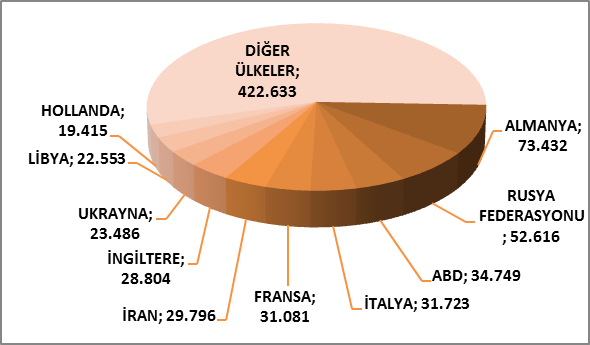 DİĞER
ÜLKELER;
422.633
ALMANYA;
73.432
RUSYA
FEDERASYONU
; 52.616
ABD; 34.749
İTALYA; 31.723
FRANSA;
31.081
İRAN; 29.796
İNGİLTERE;
28.804
UKRAYNA;
23.486
LİBYA; 22.553
HOLLANDA;
19.415